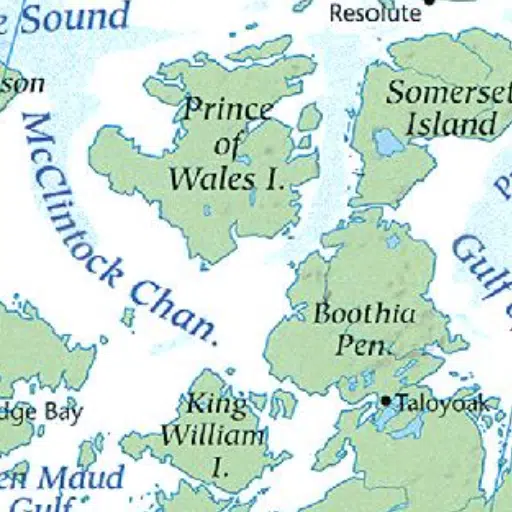 Sound
Resolute
son
Prince
of
Wales I.
Somerset
Island
McClintock Chan.
Gulf
Boothia
Pen.
Taloyoak
King
William
I.
dge Bay
en Maud
Gulf